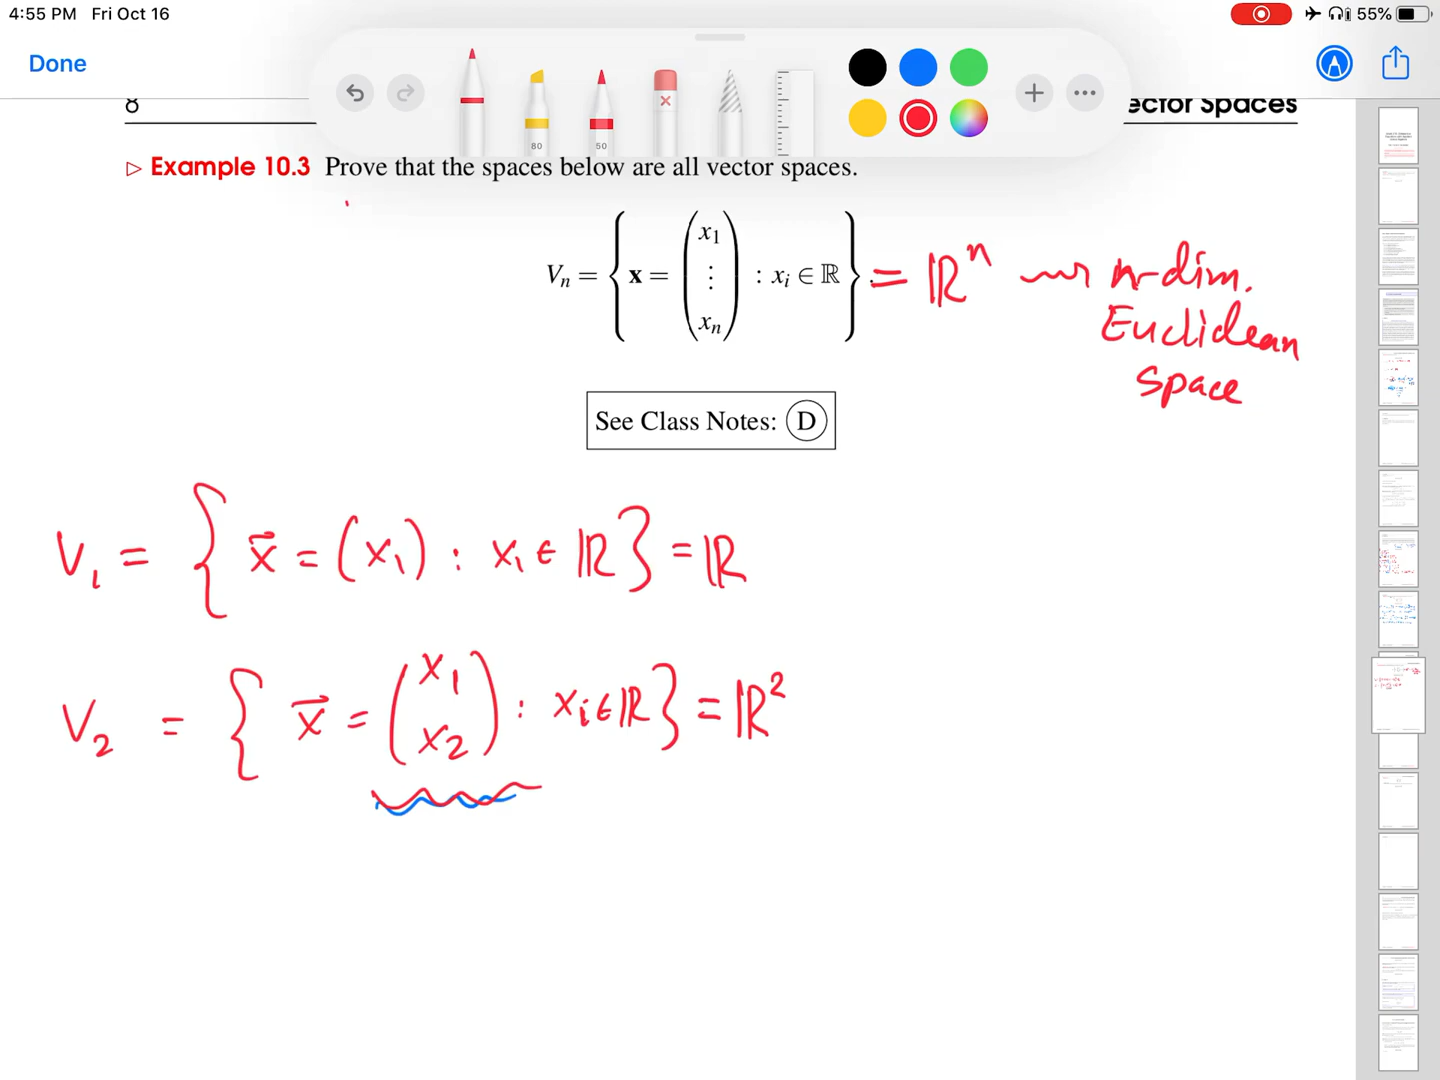 4:55 PM Fri Oct 16
55%
Done
80
50
8
ector Spaces
▷ Example 10.3 Prove that the spaces below are all vector spaces.
Vₙ = { x = ( x₁ ⋮ xₙ ) : xᵢ ∈ ℝ }. = ℝⁿ ⇝ n-dim.
Euclidean
space
See Class Notes: Ⓓ
V₁ = { x⃗ = (x₁) : x₁ ∈ ℝ } = ℝ
V₂ = { x⃗ = ( x₁ x₂ ) : xᵢ ∈ ℝ } = ℝ²